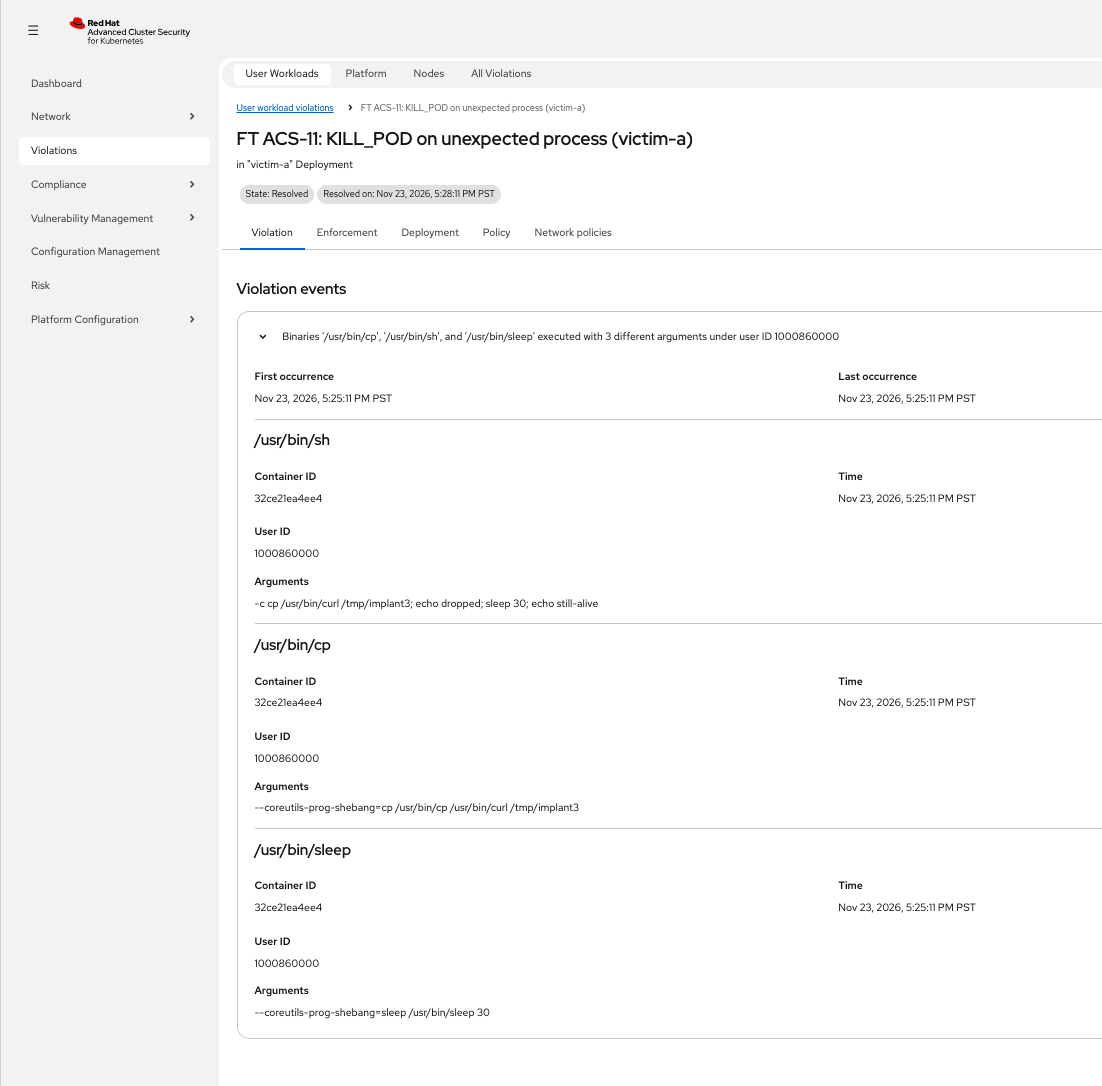 Red Hat
Advanced Cluster Security
for Kubernetes
Dashboard
Network
Violations
Compliance
Vulnerability Management
Configuration Management
Risk
Platform Configuration
User Workloads Platform Nodes All Violations
User workload violations FT ACS-11: KILL_POD on unexpected process (victim-a)
FT ACS-11: KILL_POD on unexpected process (victim-a)
in "victim-a" Deployment
State: Resolved Resolved on: Nov 23, 2026, 5:28:11 PM PST
Violation Enforcement Deployment Policy Network policies
Violation events
Binaries '/usr/bin/cp', '/usr/bin/sh', and '/usr/bin/sleep' executed with 3 different arguments under user ID 1000860000
First occurrence Last occurrence
Nov 23, 2026, 5:25:11 PM PST Nov 23, 2026, 5:25:11 PM PST
/usr/bin/sh
Container ID Time
32ce21ea4ee4 Nov 23, 2026, 5:25:11 PM PST
User ID
1000860000
Arguments
-c cp /usr/bin/curl /tmp/implant3; echo dropped; sleep 30; echo still-alive
/usr/bin/cp
Container ID Time
32ce21ea4ee4 Nov 23, 2026, 5:25:11 PM PST
User ID
1000860000
Arguments
--coreutils-prog-shebang=cp /usr/bin/cp /usr/bin/curl /tmp/implant3
/usr/bin/sleep
Container ID Time
32ce21ea4ee4 Nov 23, 2026, 5:25:11 PM PST
User ID
1000860000
Arguments
--coreutils-prog-shebang=sleep /usr/bin/sleep 30